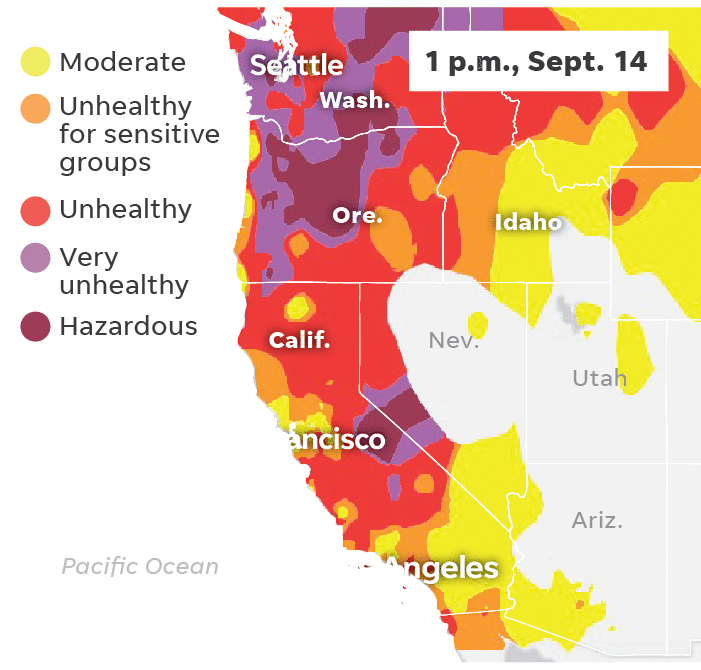 Moderate
Unhealthy
for sensitive
groups
Unhealthy
Very
unhealthy
Hazardous
1 p.m., Sept. 14
Seattle
Wash.
Ore.
Idaho
Calif.
Nev.
Utah
ancisco
Ariz.
Pacific Ocean
Angeles